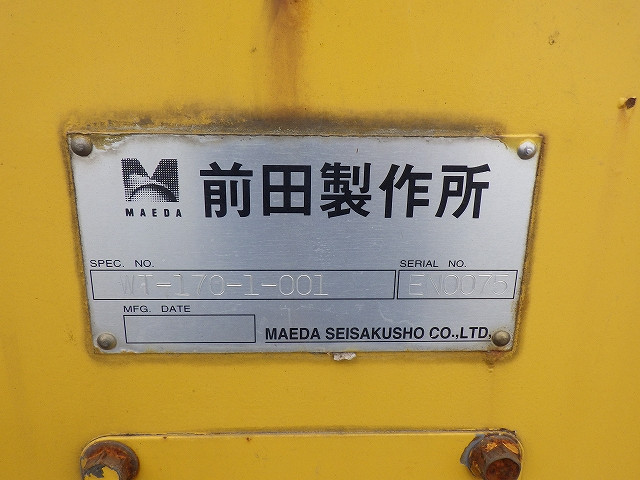 MAEDA
前田製作所
SPEC. NO.
SERIAL NO.
WT-170-1-001
EN0075
MFG. DATE
MAEDA SEISAKUSHO CO.,LTD.